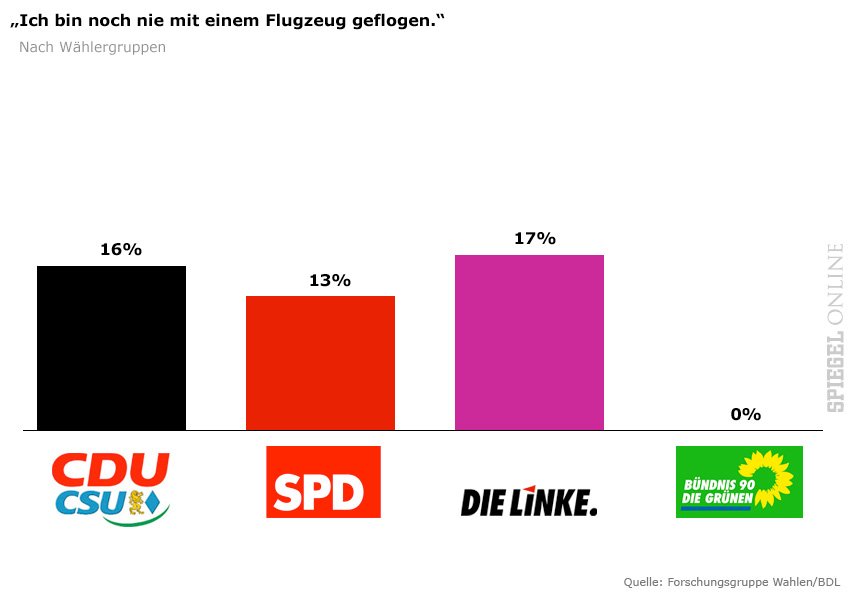 „Ich bin noch nie mit einem Flugzeug geflogen.“
Nach Wählergruppen
16%
13%
17%
0%
CDU
CSU
SPD
DIE LINKE.
BÜNDNIS 90
DIE GRÜNEN
SPIEGEL ONLINE
Quelle: Forschungsgruppe Wahlen/BDL